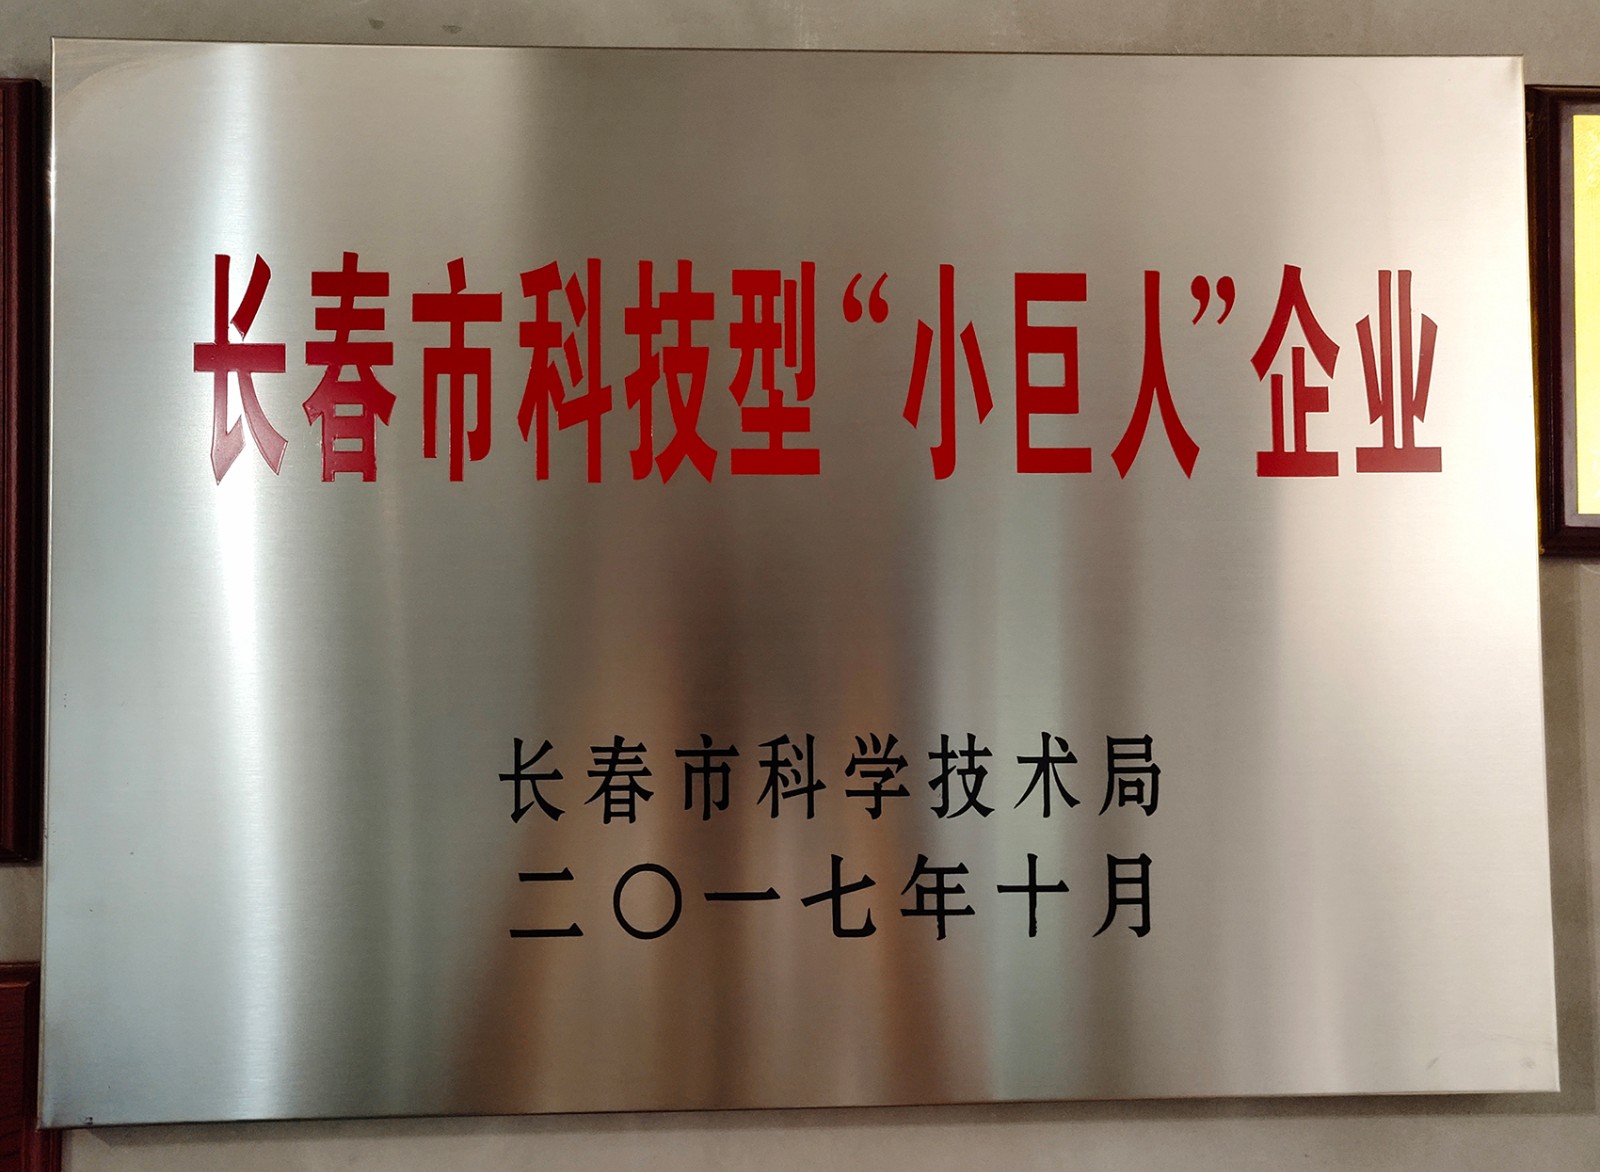 长春市科技型“小巨人”企业
长春市科学技术局
二〇一七年十月